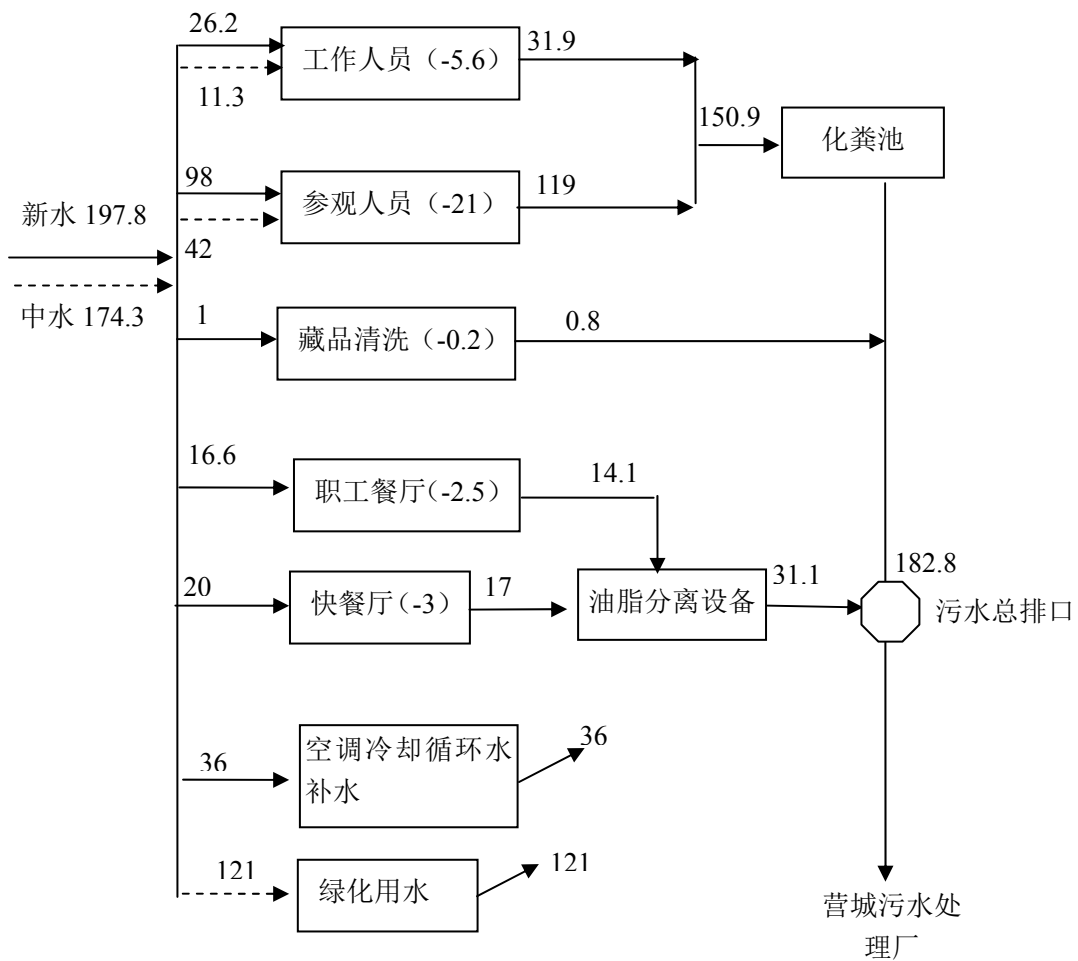 26.2
工作人员（-5.6）
31.9
11.3
150.9
化粪池
98
参观人员（-21）
119
新水 197.8
42
中水 174.3
1
藏品清洗（-0.2）
0.8
16.6
职工餐厅（-2.5）
14.1
20
快餐厅（-3）
17
油脂分离设备
31.1
182.8
污水总排口
36
空调冷却循环水
补水
36
121
绿化用水
121
营城污水处
理厂